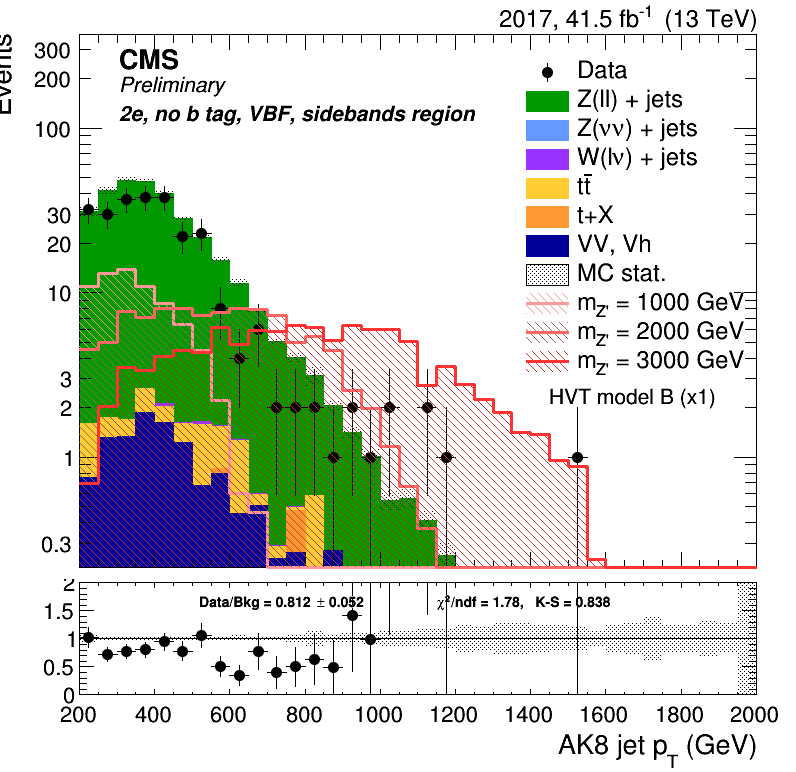 2017, 41.5 fb⁻¹ (13 TeV)
Events
CMS
Preliminary
2e, no b tag, VBF, sidebands region
Data
Z(ll) + jets
Z(νν) + jets
W(lν) + jets
tt̄
t+X
VV, Vh
MC stat.
m_Z' = 1000 GeV
m_Z' = 2000 GeV
m_Z' = 3000 GeV
HVT model B (x1)
300
200
100
30
20
10
3
2
1
0.3
Data/Bkg = 0.812 ± 0.052
χ²/ndf = 1.78, K-S = 0.838
2
1.5
1
0.5
0
200 400 600 800 1000 1200 1400 1600 1800 2000
AK8 jet p_T (GeV)